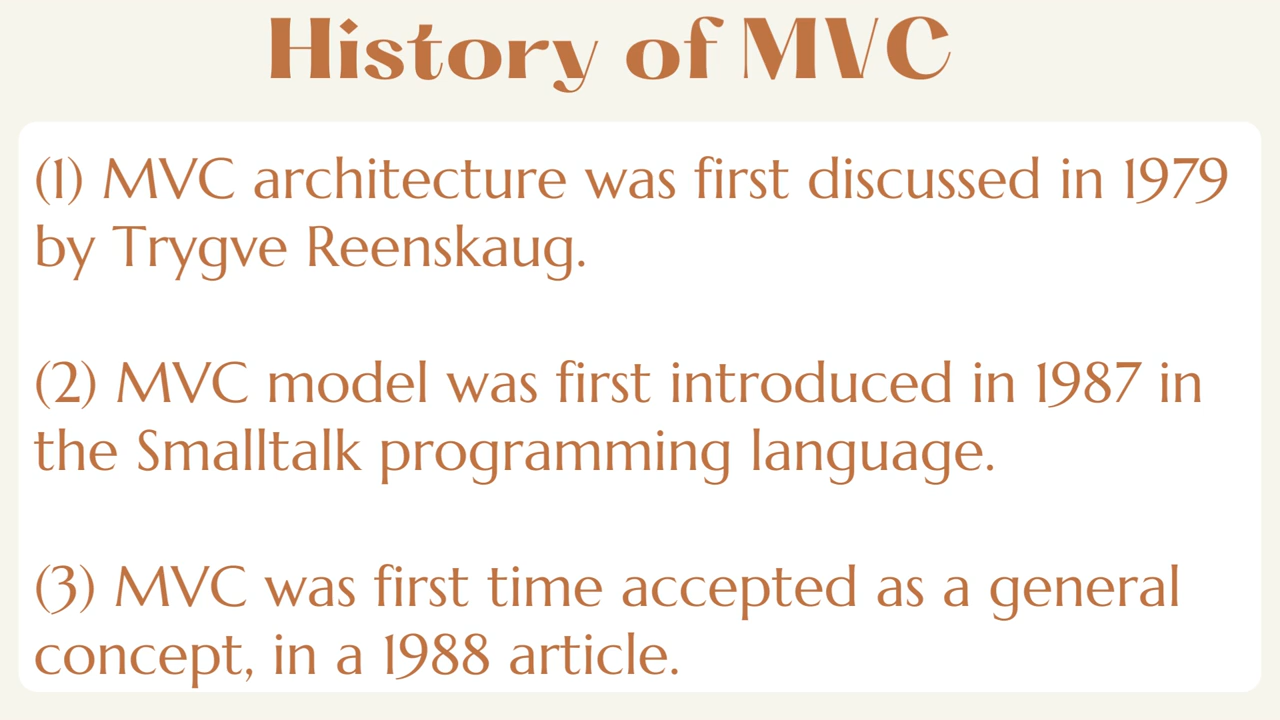 History of MVC
(1) MVC architecture was first discussed in 1979
by Trygve Reenskaug.
(2) MVC model was first introduced in 1987 in
the Smalltalk programming language.
(3) MVC was first time accepted as a general
concept, in a 1988 article.